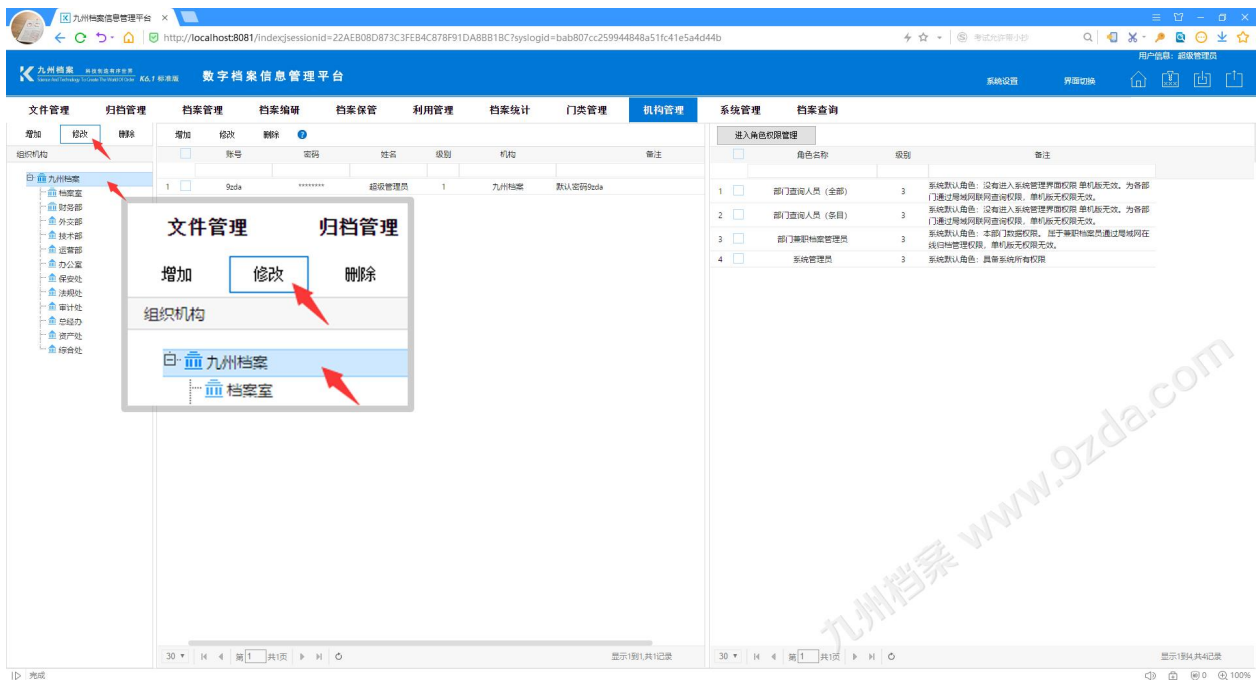 九州档案信息管理平台
http://localhost:8081/indexjsessionid=22AEB08D873C3FEB4C878F91DA8BB1BC?syslogid=bab807cc259944848a51fc41e5a4d44b
用户信息：超级管理员
九州档案 K6.1 标准版 数字档案信息管理平台 系统设置 界面切换
文件管理 归档管理 档案管理 档案编研 档案保管 利用管理 档案统计 门类管理 机构管理 系统管理 档案查询
增加 修改 删除 增加 修改 删除 进入角色权限管理
组织机构 账号 密码 姓名 级别 机构 备注 角色名称 级别 备注
九州档案
1 9zda ******** 超级管理员 1 九州档案 默认密码9zda
档案室
财务部
外交部
技术部
运营部
办公室
保安处
法规处
审计处
总经办
资产处
综合处
文件管理 归档管理
增加 修改 删除
组织机构
九州档案
档案室
1 部门查询人员（全部） 3 系统默认角色：没有进入系统管理界面权限 单机版无效。为各部
门通过局域网联网查询权限，单机版无权限无效。
2 部门查询人员（条目） 3 系统默认角色：没有进入系统管理界面权限 单机版无效。为各部
门通过局域网联网查询权限，单机版无权限无效。
3 部门兼职档案管理员 3 系统默认角色：本部门数据权限。 属于兼职档案员通过局域网在
线归档管理权限，单机版无权限无效。
4 系统管理员 3 系统默认角色：具备系统所有权限
九州档案 www.9zda.com
30 第 1 共1页 显示1到1,共1记录 30 第 1 共1页 显示1到4,共4记录
完成 0 100%